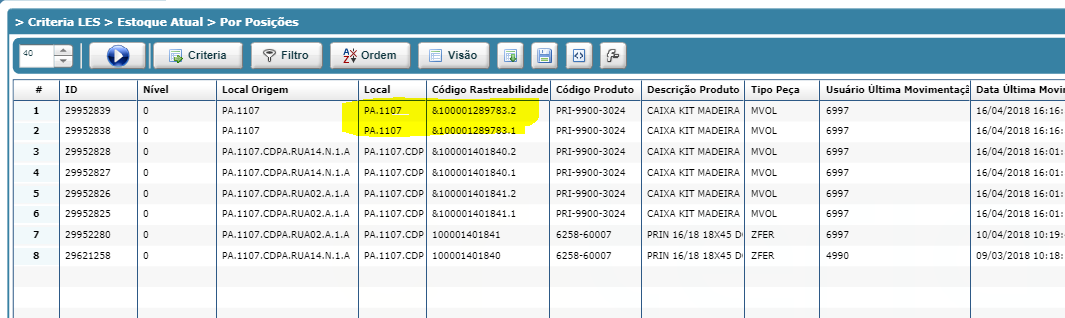 > Criteria LES > Estoque Atual > Por Posições
40 Criteria Filtro Ordem Visão
# ID Nível Local Origem Local Código Rastreabilidade Código Produto Descrição Produto Tipo Peça Usuário Última Movimentaçã Data Última Movi
1 29952839 0 PA.1107 PA.1107 &100001289783.2 PRI-9900-3024 CAIXA KIT MADEIRA MVOL 6997 16/04/2018 16:16:
2 29952838 0 PA.1107 PA.1107 &100001289783.1 PRI-9900-3024 CAIXA KIT MADEIRA MVOL 6997 16/04/2018 16:16:
3 29952828 0 PA.1107.CDPA.RUA14.N.1.A PA.1107.CDP &100001401840.2 PRI-9900-3024 CAIXA KIT MADEIRA MVOL 6997 16/04/2018 16:01:
4 29952827 0 PA.1107.CDPA.RUA14.N.1.A PA.1107.CDP &100001401840.1 PRI-9900-3024 CAIXA KIT MADEIRA MVOL 6997 16/04/2018 16:01:
5 29952826 0 PA.1107.CDPA.RUA02.A.1.A PA.1107.CDP &100001401841.2 PRI-9900-3024 CAIXA KIT MADEIRA MVOL 6997 16/04/2018 16:01:
6 29952825 0 PA.1107.CDPA.RUA02.A.1.A PA.1107.CDP &100001401841.1 PRI-9900-3024 CAIXA KIT MADEIRA MVOL 6997 16/04/2018 16:01:
7 29952280 0 PA.1107.CDPA.RUA02.A.1.A PA.1107.CDP 100001401841 6258-60007 PRIN 16/18 18X45 D ZFER 6997 10/04/2018 10:19:
8 29621258 0 PA.1107.CDPA.RUA14.N.1.A PA.1107.CDP 100001401840 6258-60007 PRIN 16/18 18X45 D ZFER 4990 09/03/2018 10:18: